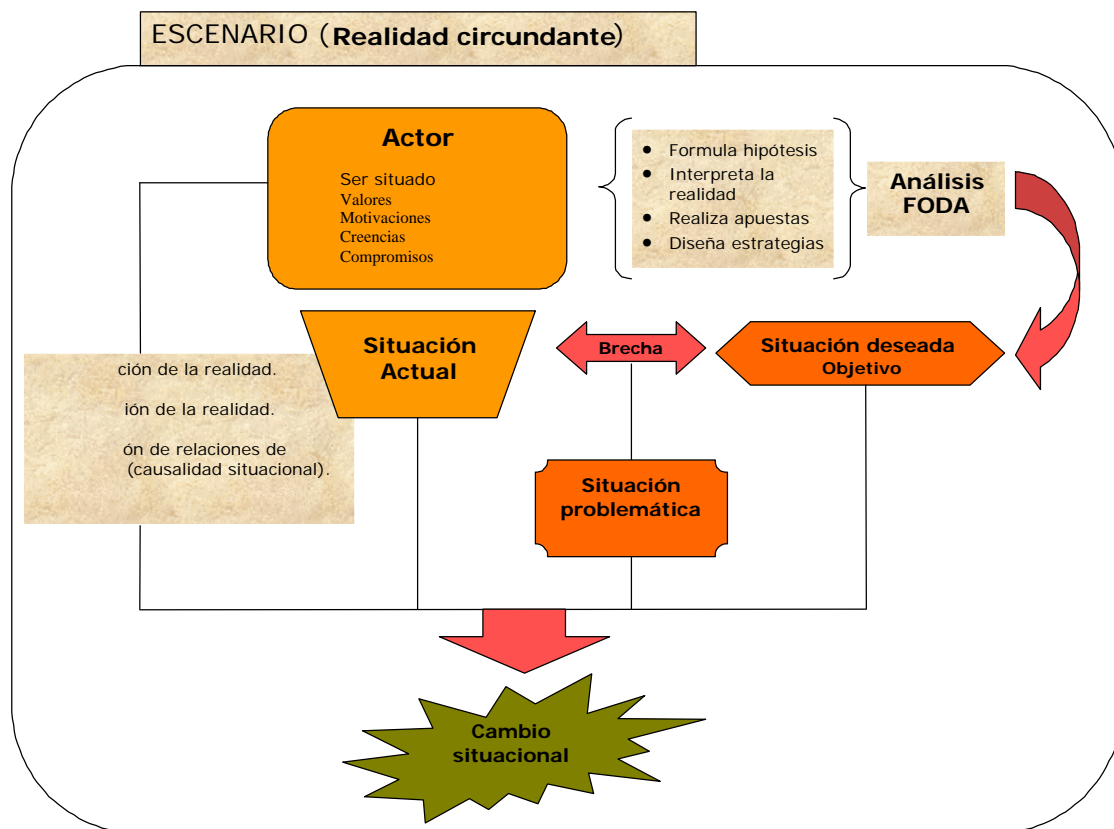 ESCENARIO (Realidad circundante)
Actor
Ser situado
Valores
Motivaciones
Creencias
Compromisos
• Formula hipótesis
• Interpreta la
realidad
• Realiza apuestas
• Diseña estrategias
Análisis
FODA
Situación
Actual
Brecha
Situación deseada
Objetivo
ción de la realidad.
ión de la realidad.
ón de relaciones de
(causalidad situacional).
Situación
problemática
Cambio
situacional